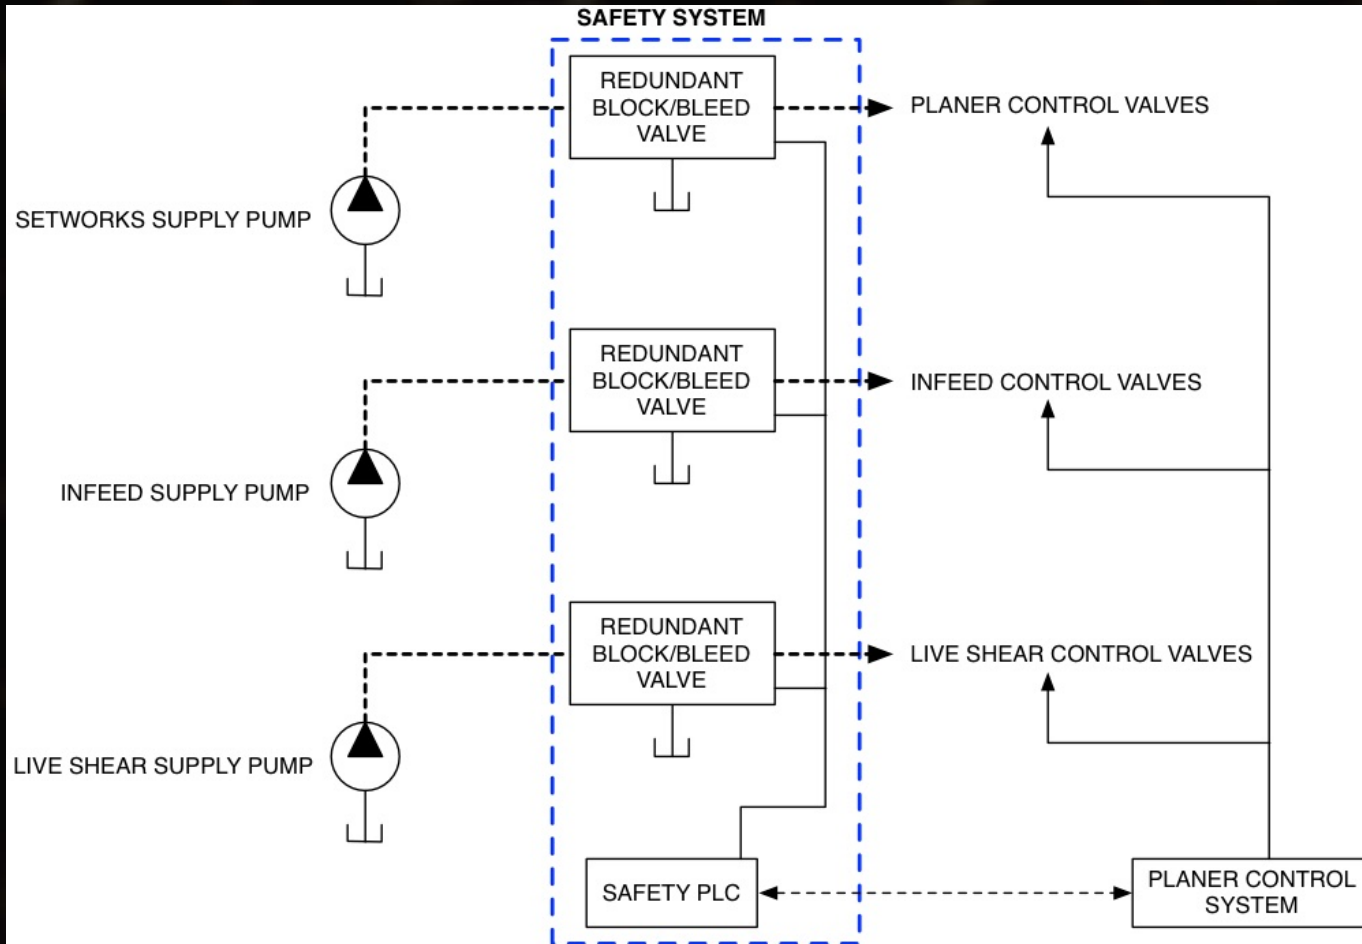 SAFETY SYSTEM
REDUNDANT
BLOCK/BLEED
VALVE
PLANER CONTROL VALVES
SETWORKS SUPPLY PUMP
REDUNDANT
BLOCK/BLEED
VALVE
INFEED CONTROL VALVES
INFEED SUPPLY PUMP
REDUNDANT
BLOCK/BLEED
VALVE
LIVE SHEAR CONTROL VALVES
LIVE SHEAR SUPPLY PUMP
SAFETY PLC
PLANER CONTROL
SYSTEM